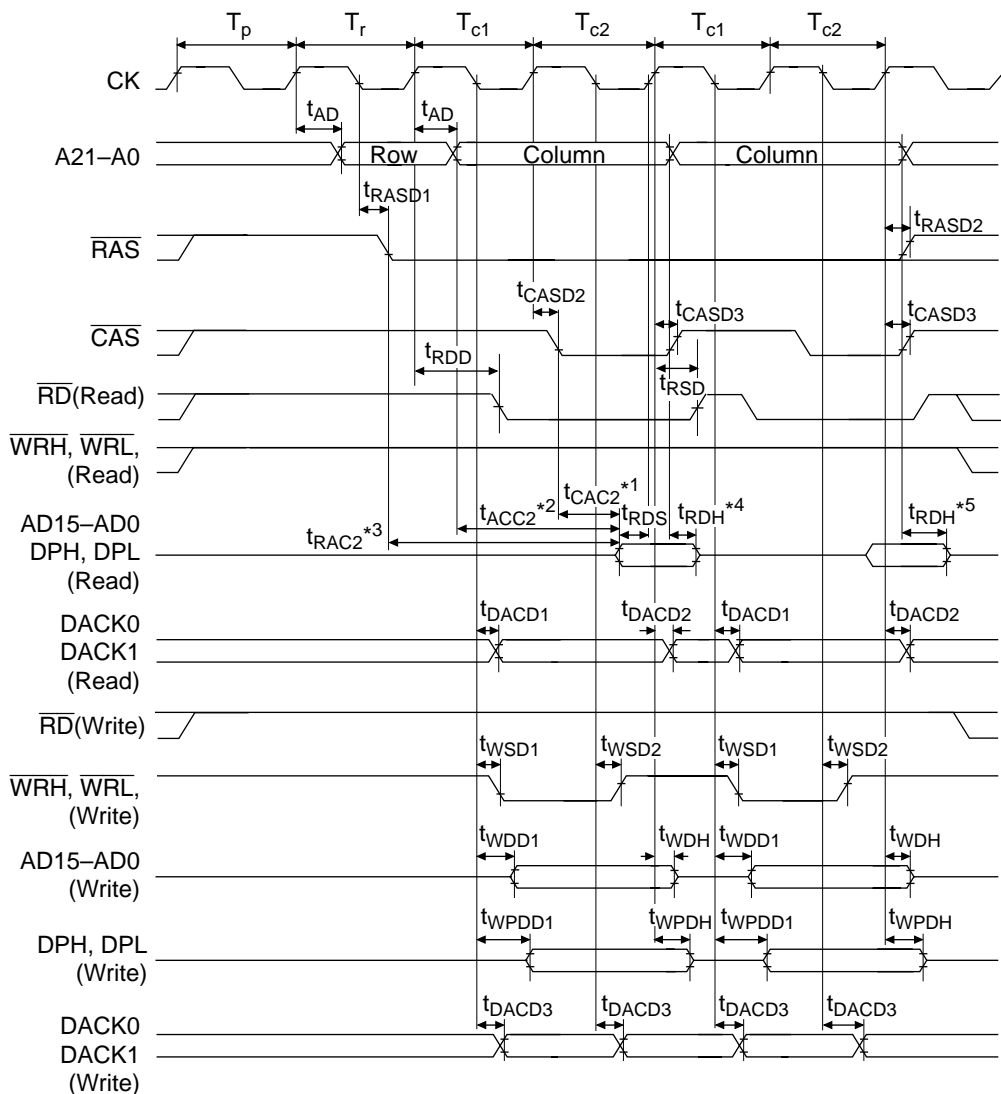 Tp Tr Tc1 Tc2 Tc1 Tc2
CK
tAD tAD
A21–A0 Row Column Column
tRASD1
tRASD2
RAS
tCASD2 tCASD3 tCASD3
CAS
tRDD tRSD
RD(Read)
WRH, WRL,
(Read)
tCAC2*1
tACC2*2 tRDS tRDH*4 tRDH*5
tRAC2*3
AD15–AD0
DPH, DPL
(Read)
tDACD1 tDACD2 tDACD1 tDACD2
DACK0
DACK1
(Read)
RD(Write)
tWSD1 tWSD2 tWSD1 tWSD2
WRH, WRL,
(Write)
tWDD1 tWDH tWDD1 tWDH
AD15–AD0
(Write)
tWPDD1 tWPDH tWPDD1 tWPDH
DPH, DPL
(Write)
tDACD3 tDACD3 tDACD3 tDACD3
DACK0
DACK1
(Write)